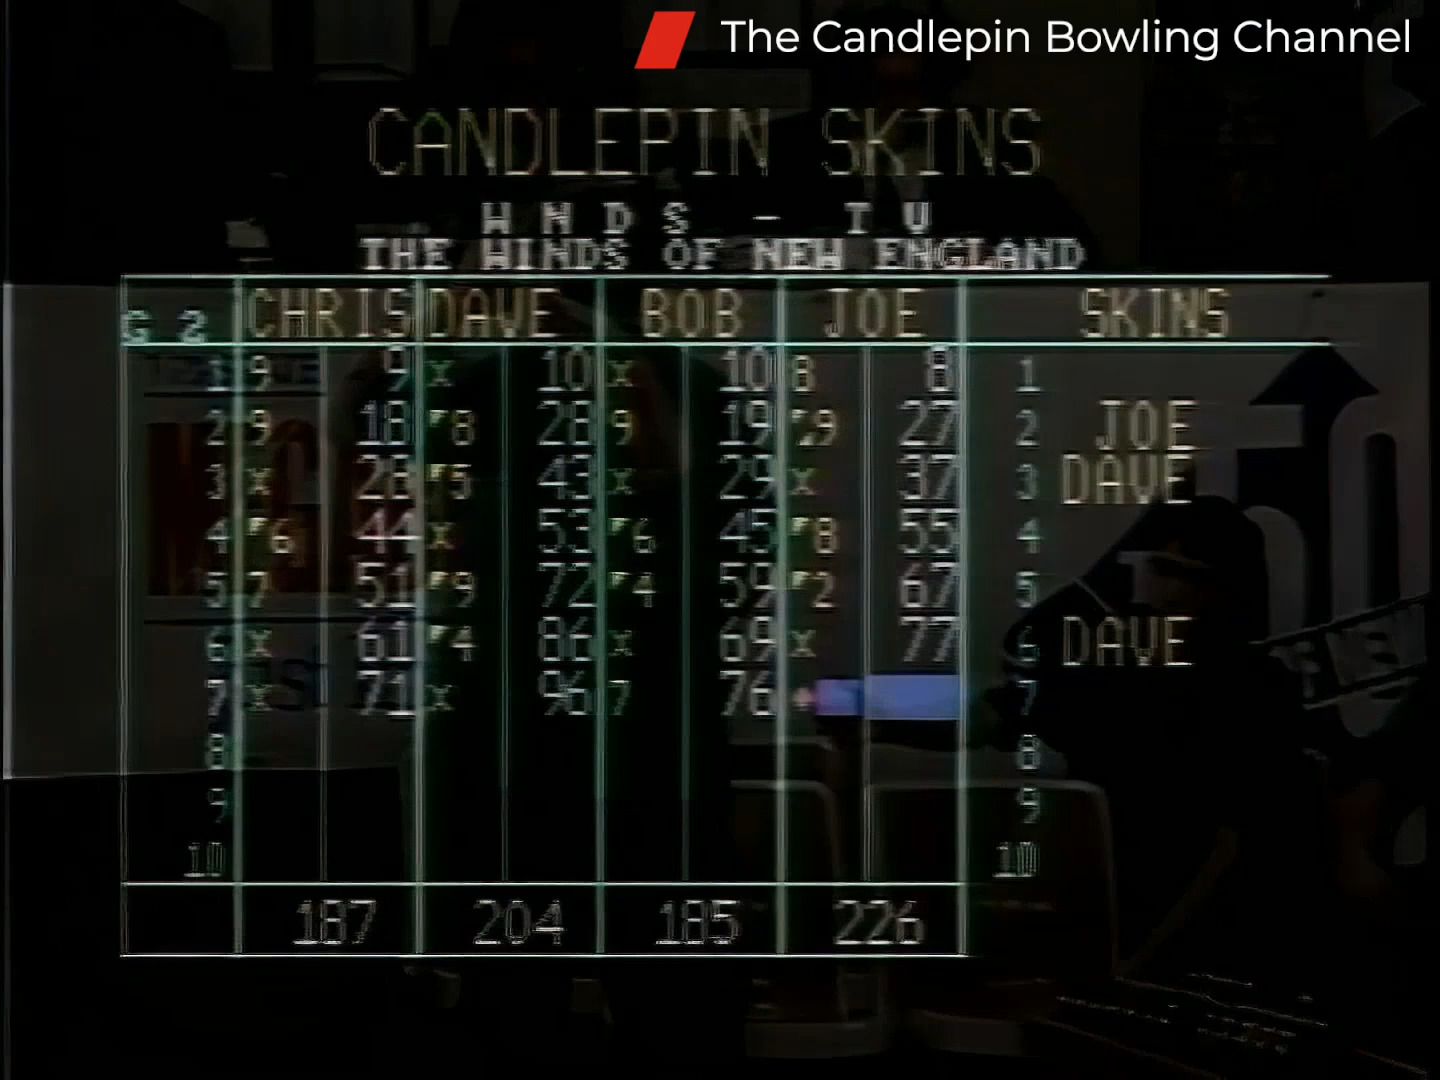 The Candlepin Bowling Channel
CANDLEPIN SKINS
W N D S - T V
THE WINDS OF NEW ENGLAND
G 2 CHRIS DAVE BOB JOE SKINS
1 9 9 x 10 x 10 8 8 1
2 9 18 8 28 9 19 9 27 2 JOE
3 x 28 5 43 x 29 x 37 3 DAVE
4 6 44 x 53 6 45 8 55 4
5 7 51 9 72 4 59 2 67 5
6 x 61 4 86 x 69 x 77 6 DAVE
7 x 71 x 96 7 76 7
8 8
9 9
10 10
187 204 185 226